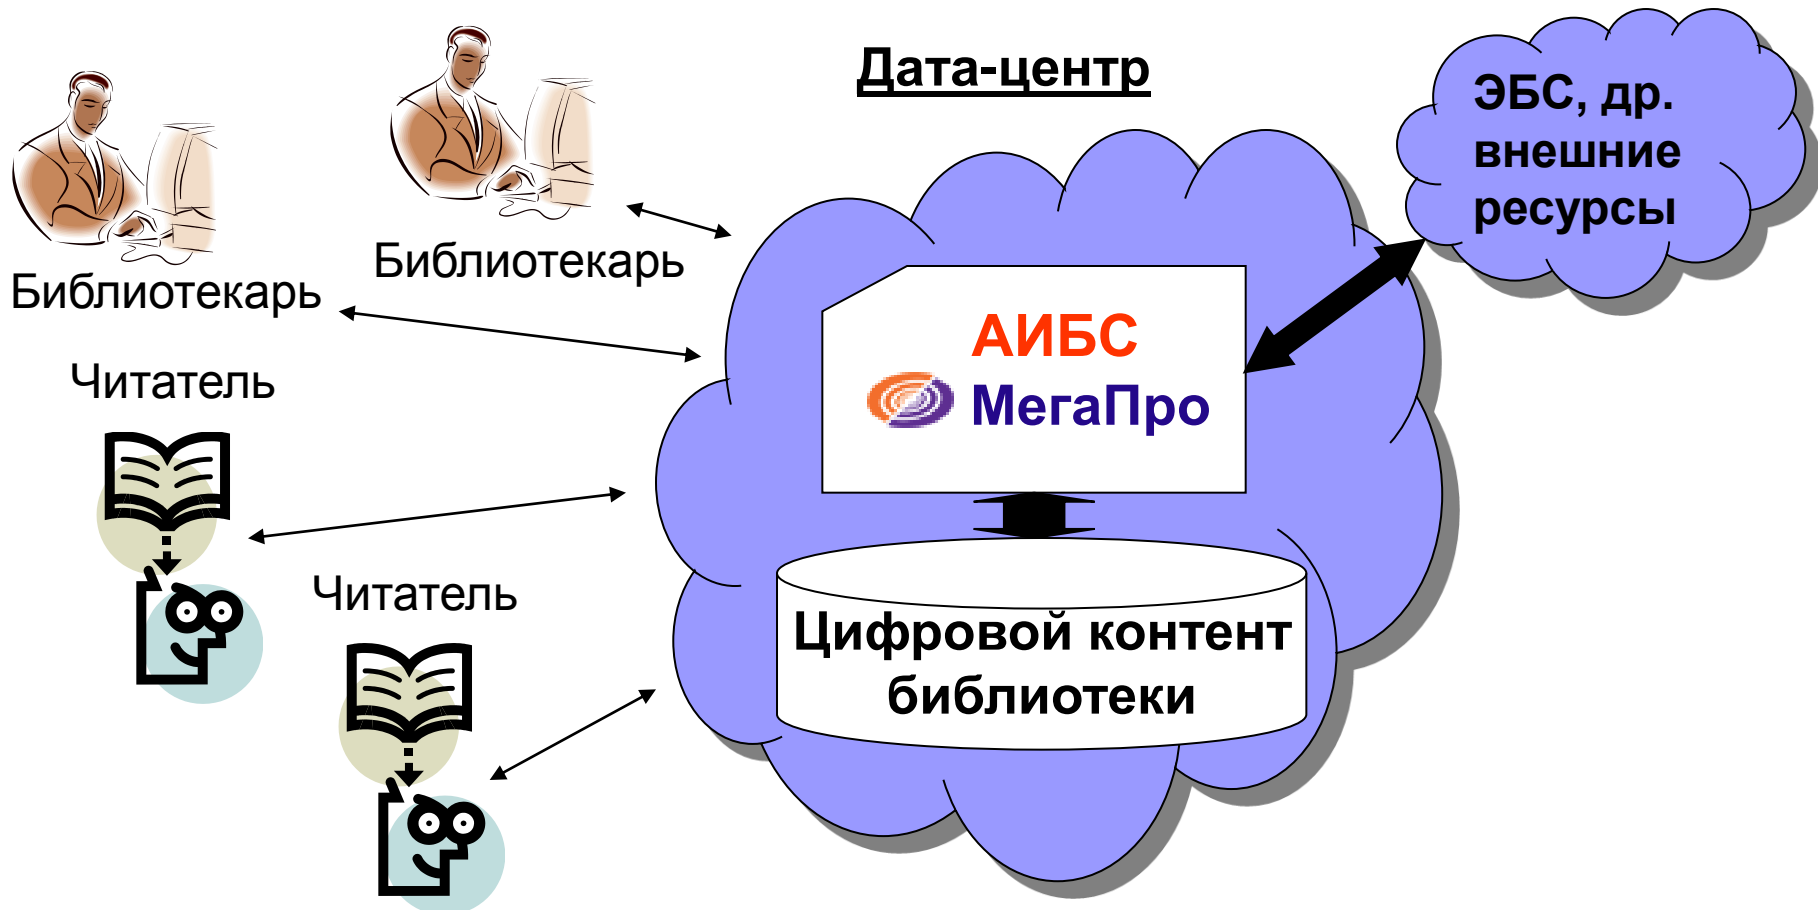 Дата-центр
ЭБС, др.
внешние
ресурсы
Библиотекарь
Библиотекарь
АИБС
МегаПро
Читатель
Читатель
Цифровой контент
библиотеки